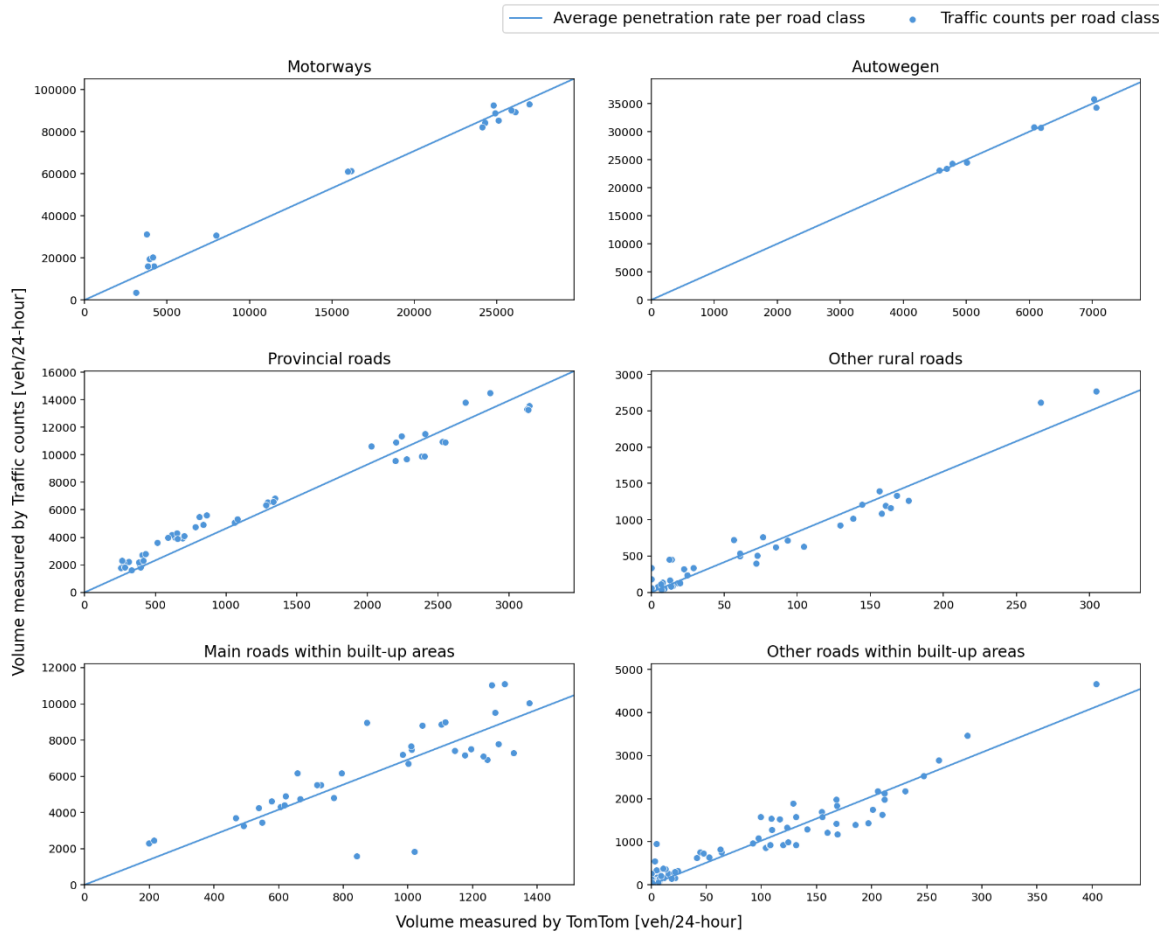 Average penetration rate per road class
Traffic counts per road class
Motorways
100000
80000
60000
40000
20000
0
0 5000 10000 15000 20000 25000
Autowegen
35000
30000
25000
20000
15000
10000
5000
0
0 1000 2000 3000 4000 5000 6000 7000
Volume measured by Traffic counts [veh/24-hour]
Provincial roads
16000
14000
12000
10000
8000
6000
4000
2000
0
0 500 1000 1500 2000 2500 3000
Other rural roads
3000
2500
2000
1500
1000
500
0
0 50 100 150 200 250 300
Main roads within built-up areas
12000
10000
8000
6000
4000
2000
0
0 200 400 600 800 1000 1200 1400
Other roads within built-up areas
5000
4000
3000
2000
1000
0
0 50 100 150 200 250 300 350 400
Volume measured by TomTom [veh/24-hour]